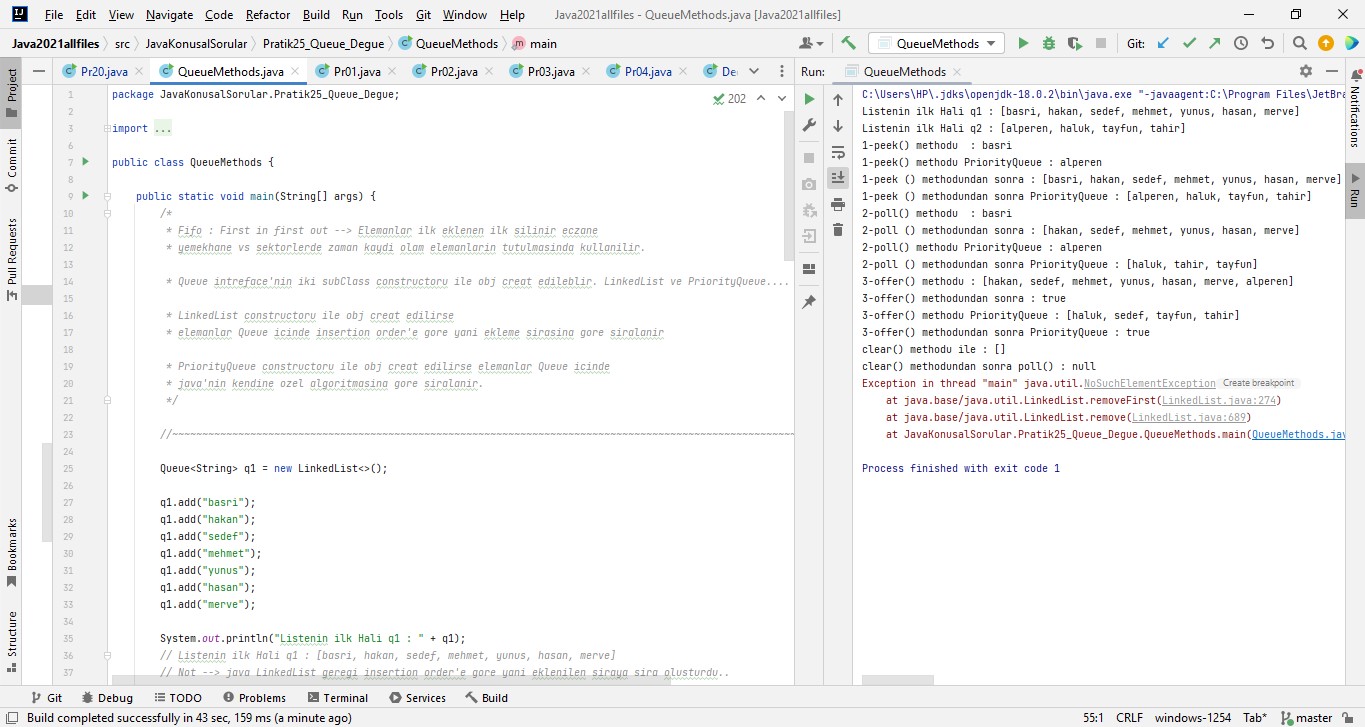 File Edit View Navigate Code Refactor Build Run Tools Git Window Help Java2021allfiles - QueueMethods.java [Java2021allfiles]
Java2021allfiles src JavaKonusalSorular Pratik25_Queue_Degue QueueMethods main QueueMethods Git:
Pr20.java QueueMethods.java Pr01.java Pr02.java Pr03.java Pr04.java De
Run: QueueMethods
Project
Commit
Pull Requests
Bookmarks
Structure
Notifications
Run
202
1 package JavaKonusalSorular.Pratik25_Queue_Degue;
2
3 import ...
6
7 public class QueueMethods {
8
9 public static void main(String[] args) {
10 /*
11 * Fifo : First in first out --> Elemanlar ilk eklenen ilk silinir eczane
12 * yemekhane vs sektorlerde zaman kaydi olam elemanlarin tutulmasinda kullanilir.
13
14 * Queue intreface'nin iki subClass constructoru ile obj creat edileblir. LinkedList ve PriorityQueue....
15
16 * LinkedList constructoru ile obj creat edilirse
17 * elemanlar Queue icinde insertion order'e gore yani ekleme sirasina gore siralanir
18
19 * PriorityQueue constructoru ile obj creat edilirse elemanlar Queue icinde
20 * java'nin kendine ozel algoritmasina gore siralanir.
21 */
22
23 //~~~~~~~~~~~~~~~~~~~~~~~~~~~~~~~~~~~~~~~~~~~~~~~~~~~~~~~~~~~~~~~~~~~~~~~~~~~~~~~~~~~~~~~~~~~~~~~~~~~~~~~~
24
25 Queue<String> q1 = new LinkedList<>();
26
27 q1.add("basri");
28 q1.add("hakan");
29 q1.add("sedef");
30 q1.add("mehmet");
31 q1.add("yunus");
32 q1.add("hasan");
33 q1.add("merve");
34
35 System.out.println("Listenin ilk Hali q1 : " + q1);
36 // Listenin ilk Hali q1 : [basri, hakan, sedef, mehmet, yunus, hasan, merve]
37 // Not --> java LinkedList geregi insertion order'e gore yani eklenilen siraya sira olusturdu..
C:\Users\HP\.jdks\openjdk-18.0.2\bin\java.exe "-javaagent:C:\Program Files\JetBra
Listenin ilk Hali q1 : [basri, hakan, sedef, mehmet, yunus, hasan, merve]
Listenin ilk Hali q2 : [alperen, haluk, tayfun, tahir]
1-peek() methodu  : basri
1-peek() methodu PriorityQueue : alperen
1-peek () methodundan sonra : [basri, hakan, sedef, mehmet, yunus, hasan, merve]
1-peek () methodundan sonra PriorityQueue : [alperen, haluk, tayfun, tahir]
2-poll() methodu  : basri
2-poll () methodundan sonra : [hakan, sedef, mehmet, yunus, hasan, merve]
2-poll() methodu PriyorityQueue : alperen
2-poll () methodundan sonra PriorityQueue : [haluk, tahir, tayfun]
3-offer() methodu : [hakan, sedef, mehmet, yunus, hasan, merve, alperen]
3-offer() methodundan sonra : true
3-offer() methodu PriorityQueue : [haluk, sedef, tayfun, tahir]
3-offer() methodundan sonra PriorityQueue : true
clear() methodu ile : []
clear() methodundan sonra poll() : null
Exception in thread "main" java.util.NoSuchElementException Create breakpoint
at java.base/java.util.LinkedList.removeFirst(LinkedList.java:274)
at java.base/java.util.LinkedList.remove(LinkedList.java:689)
at JavaKonusalSorular.Pratik25_Queue_Degue.QueueMethods.main(QueueMethods.jav
Process finished with exit code 1
Git Debug TODO Problems Terminal Services Build
Build completed successfully in 43 sec, 159 ms (a minute ago) 55:1 CRLF windows-1254 Tab* master